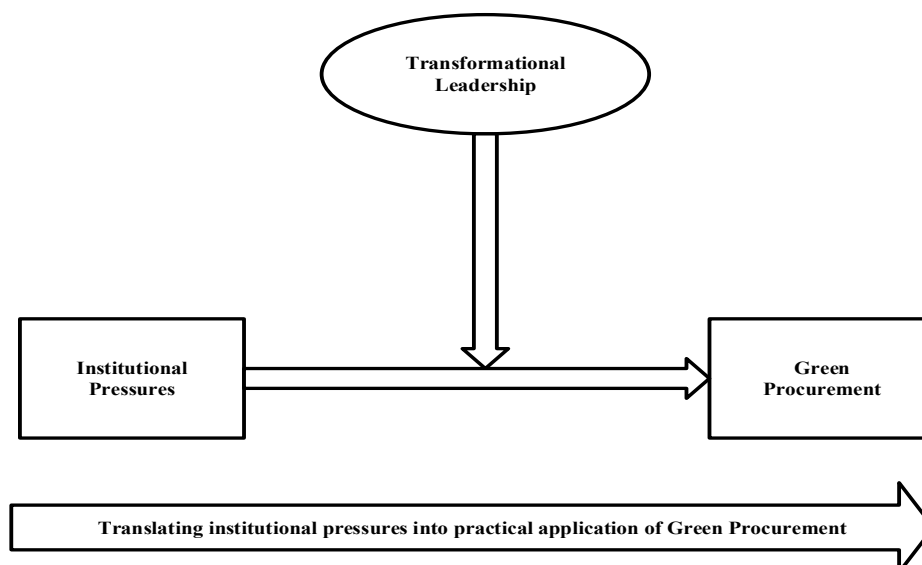 Transformational
Leadership
Institutional
Pressures
Green
Procurement
Translating institutional pressures into practical application of Green Procurement